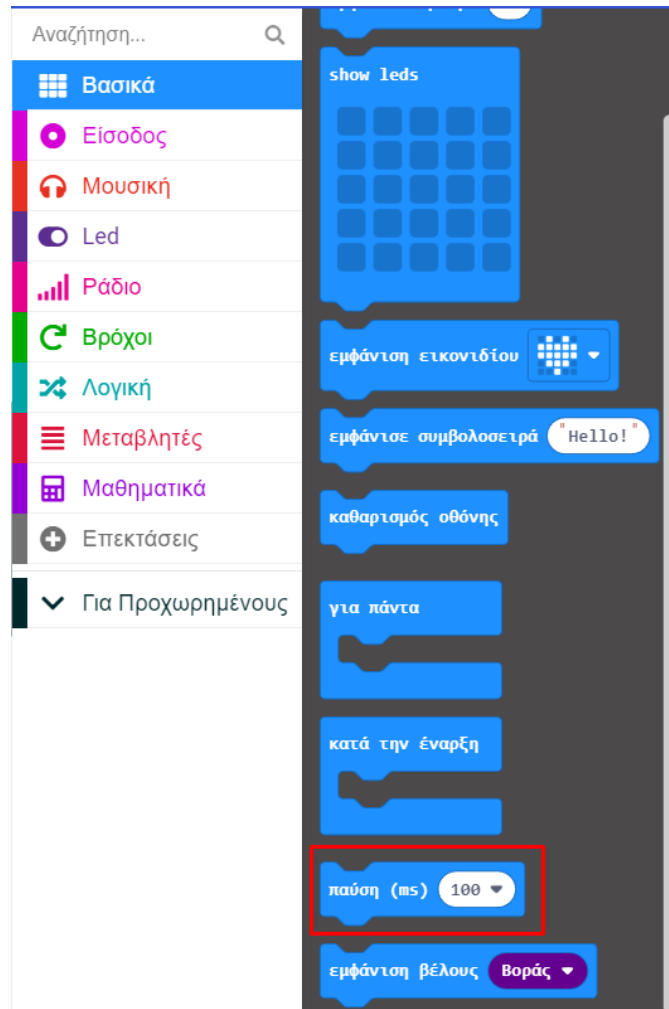 Αναζήτηση...
Βασικά
Είσοδος
Μουσική
Led
Ράδιο
Βρόχοι
Λογική
Μεταβλητές
Μαθηματικά
Επεκτάσεις
Για Προχωρημένους
show leds
εμφάνιση εικονιδίου
εμφάνισε συμβολοσειρά "Hello!"
καθαρισμός οθόνης
για πάντα
κατά την έναρξη
παύση (ms) 100
εμφάνιση βέλους Βοράς